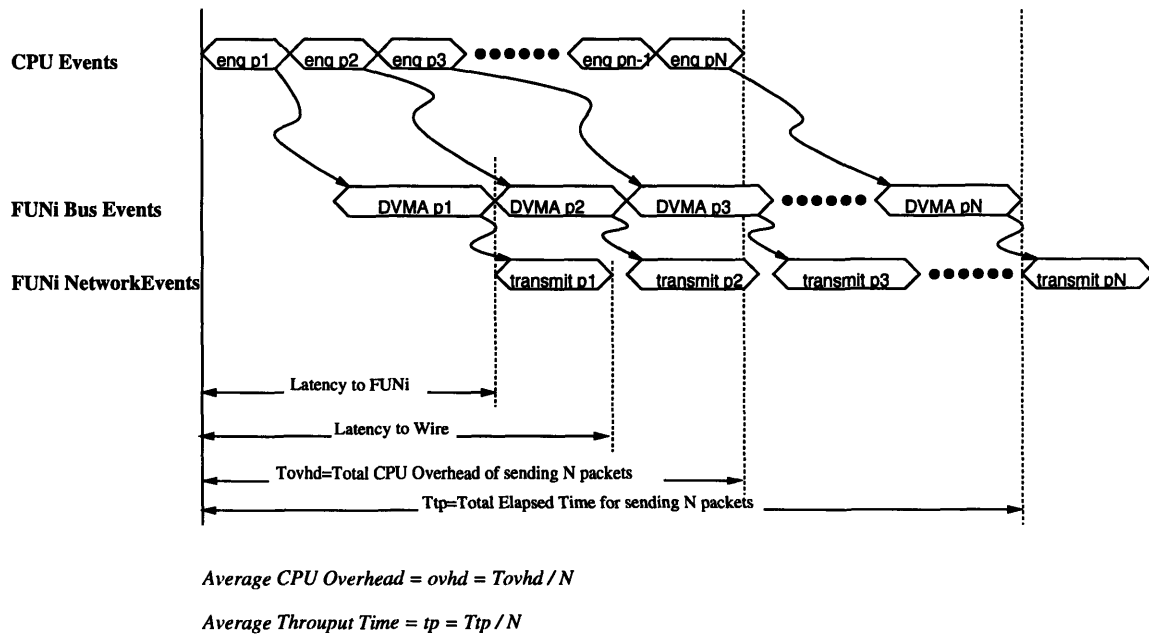 CPU Events
enq p1 enq p2 enq p3 enq pn-1 enq pN
FUNi Bus Events
DVMA p1 DVMA p2 DVMA p3 DVMA pN
FUNi NetworkEvents
transmit p1 transmit p2 transmit p3 transmit pN
Latency to FUNi
Latency to Wire
Tovhd=Total CPU Overhead of sending N packets
Ttp=Total Elapsed Time for sending N packets
Average CPU Overhead = ovhd = Tovhd / N
Average Throuput Time = tp = Ttp / N